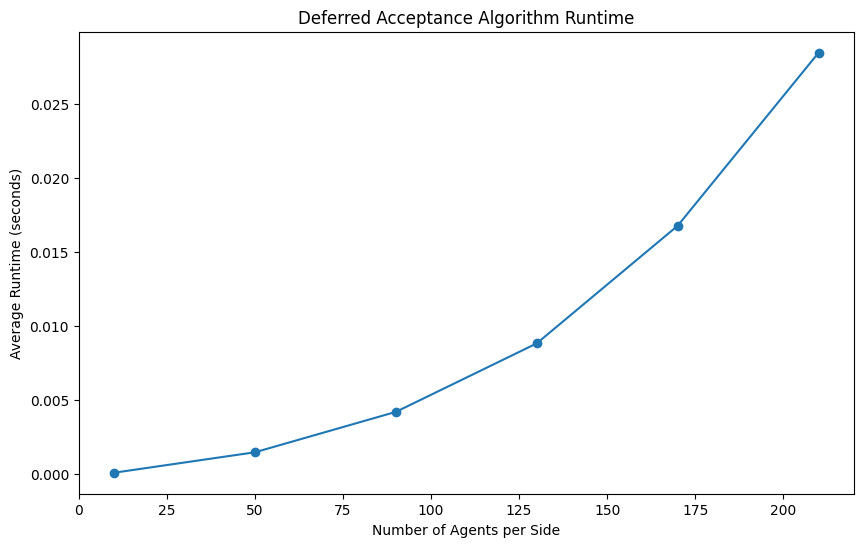 Deferred Acceptance Algorithm Runtime
Average Runtime (seconds)
0.025
0.020
0.015
0.010
0.005
0.000
0 25 50 75 100 125 150 175 200
Number of Agents per Side